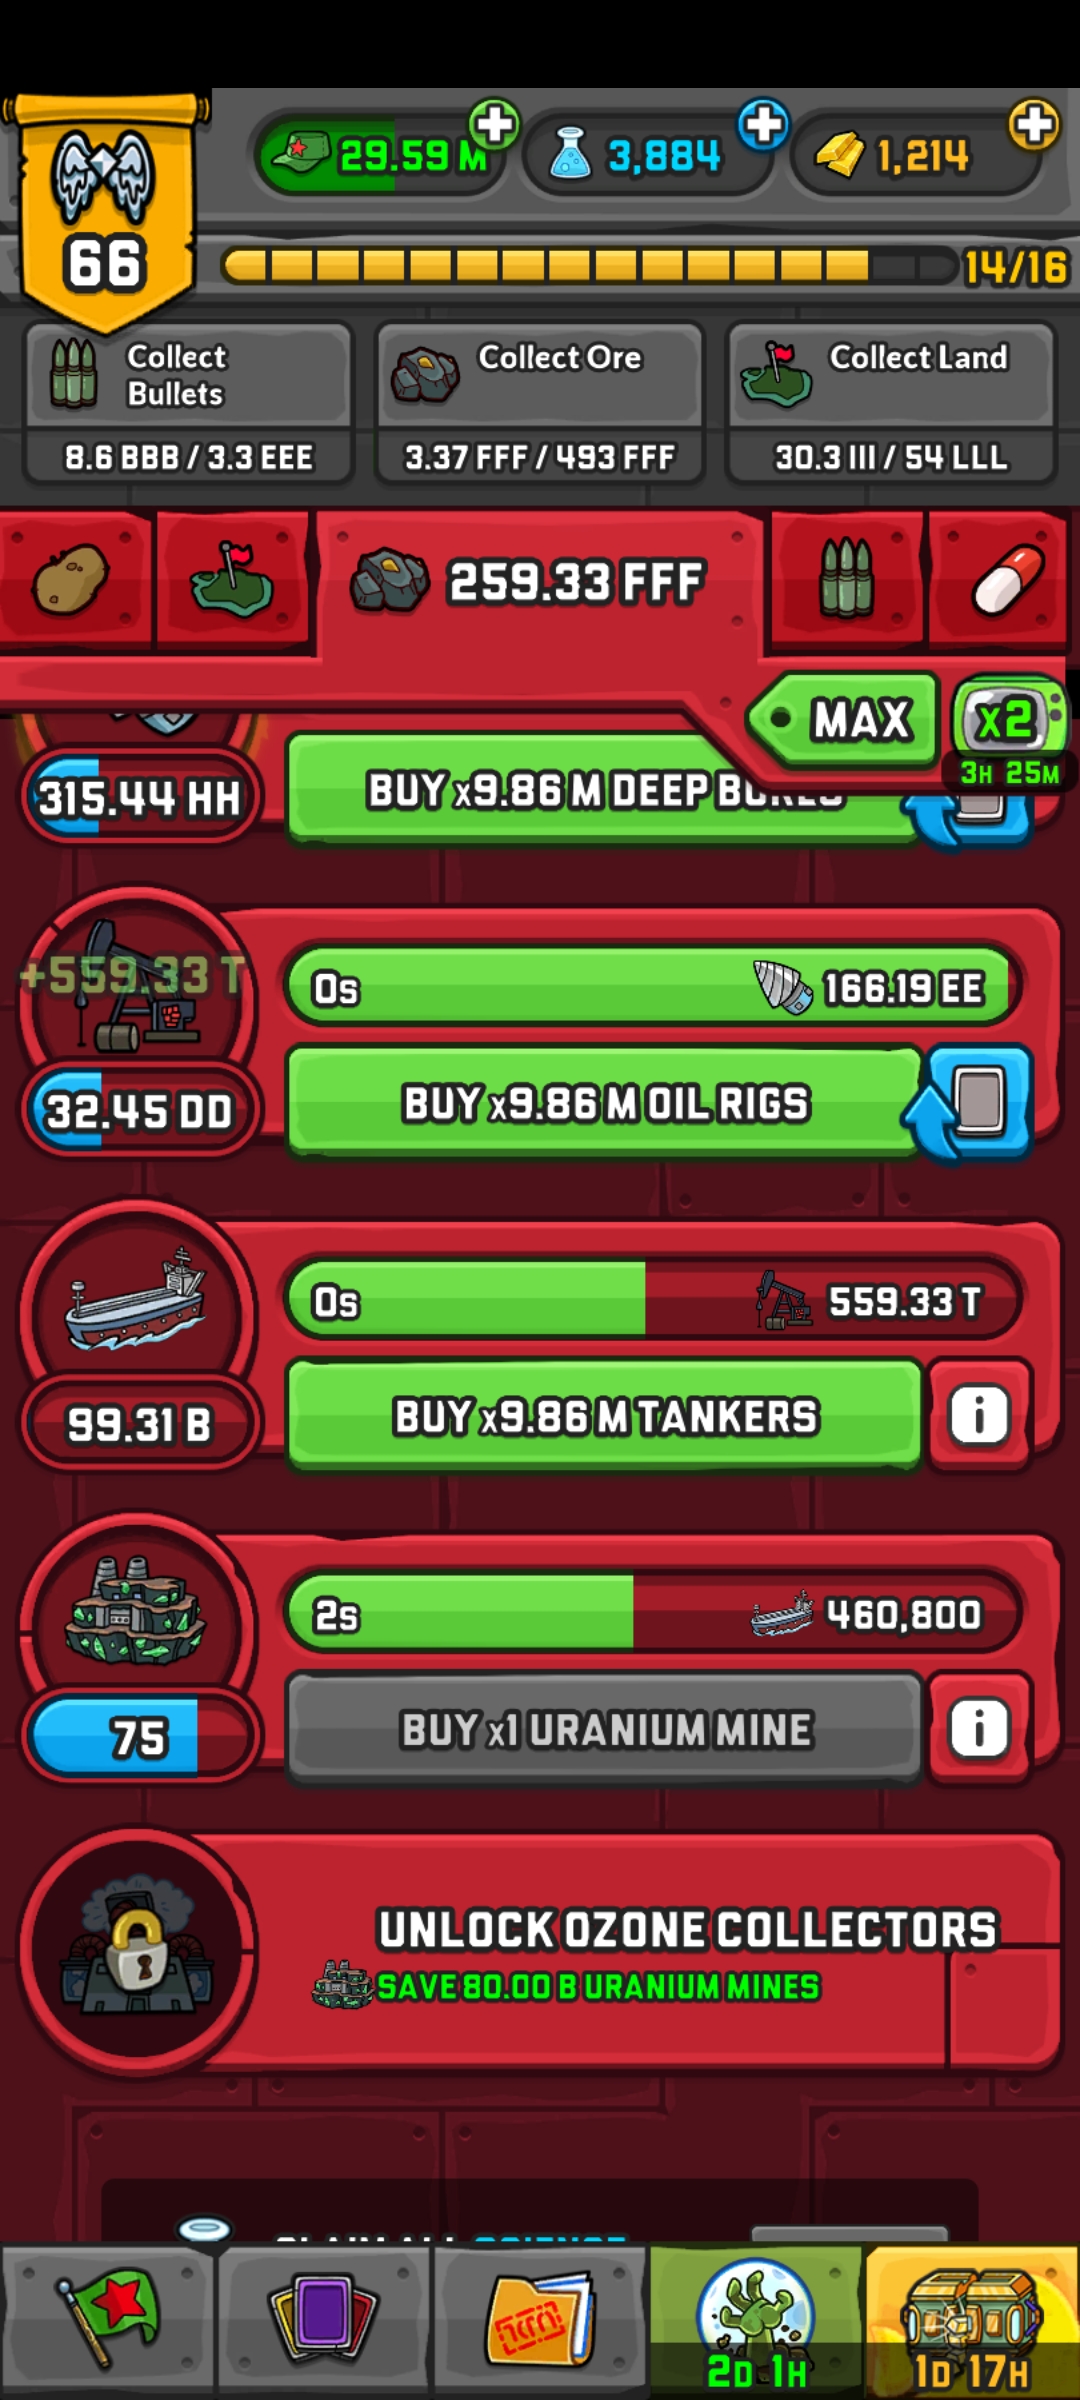 29.59 M
3,884
1,214
66
14/16
Collect
Bullets
8.6 BBB / 3.3 EEE
Collect Ore
3.37 FFF / 493 FFF
Collect Land
30.3 III / 54 LLL
259.33 FFF
MAX
x2
3H 25M
315.44 HH
BUY x9.86 M DEEP
+559.33 T
0s
166.19 EE
32.45 DD
BUY x9.86 M OIL RIGS
0s
559.33 T
99.31 B
BUY x9.86 M TANKERS
i
2s
460,800
75
BUY x1 URANIUM MINE
i
UNLOCK OZONE COLLECTORS
SAVE 80.00 B URANIUM MINES
2D 1H
1D 17H